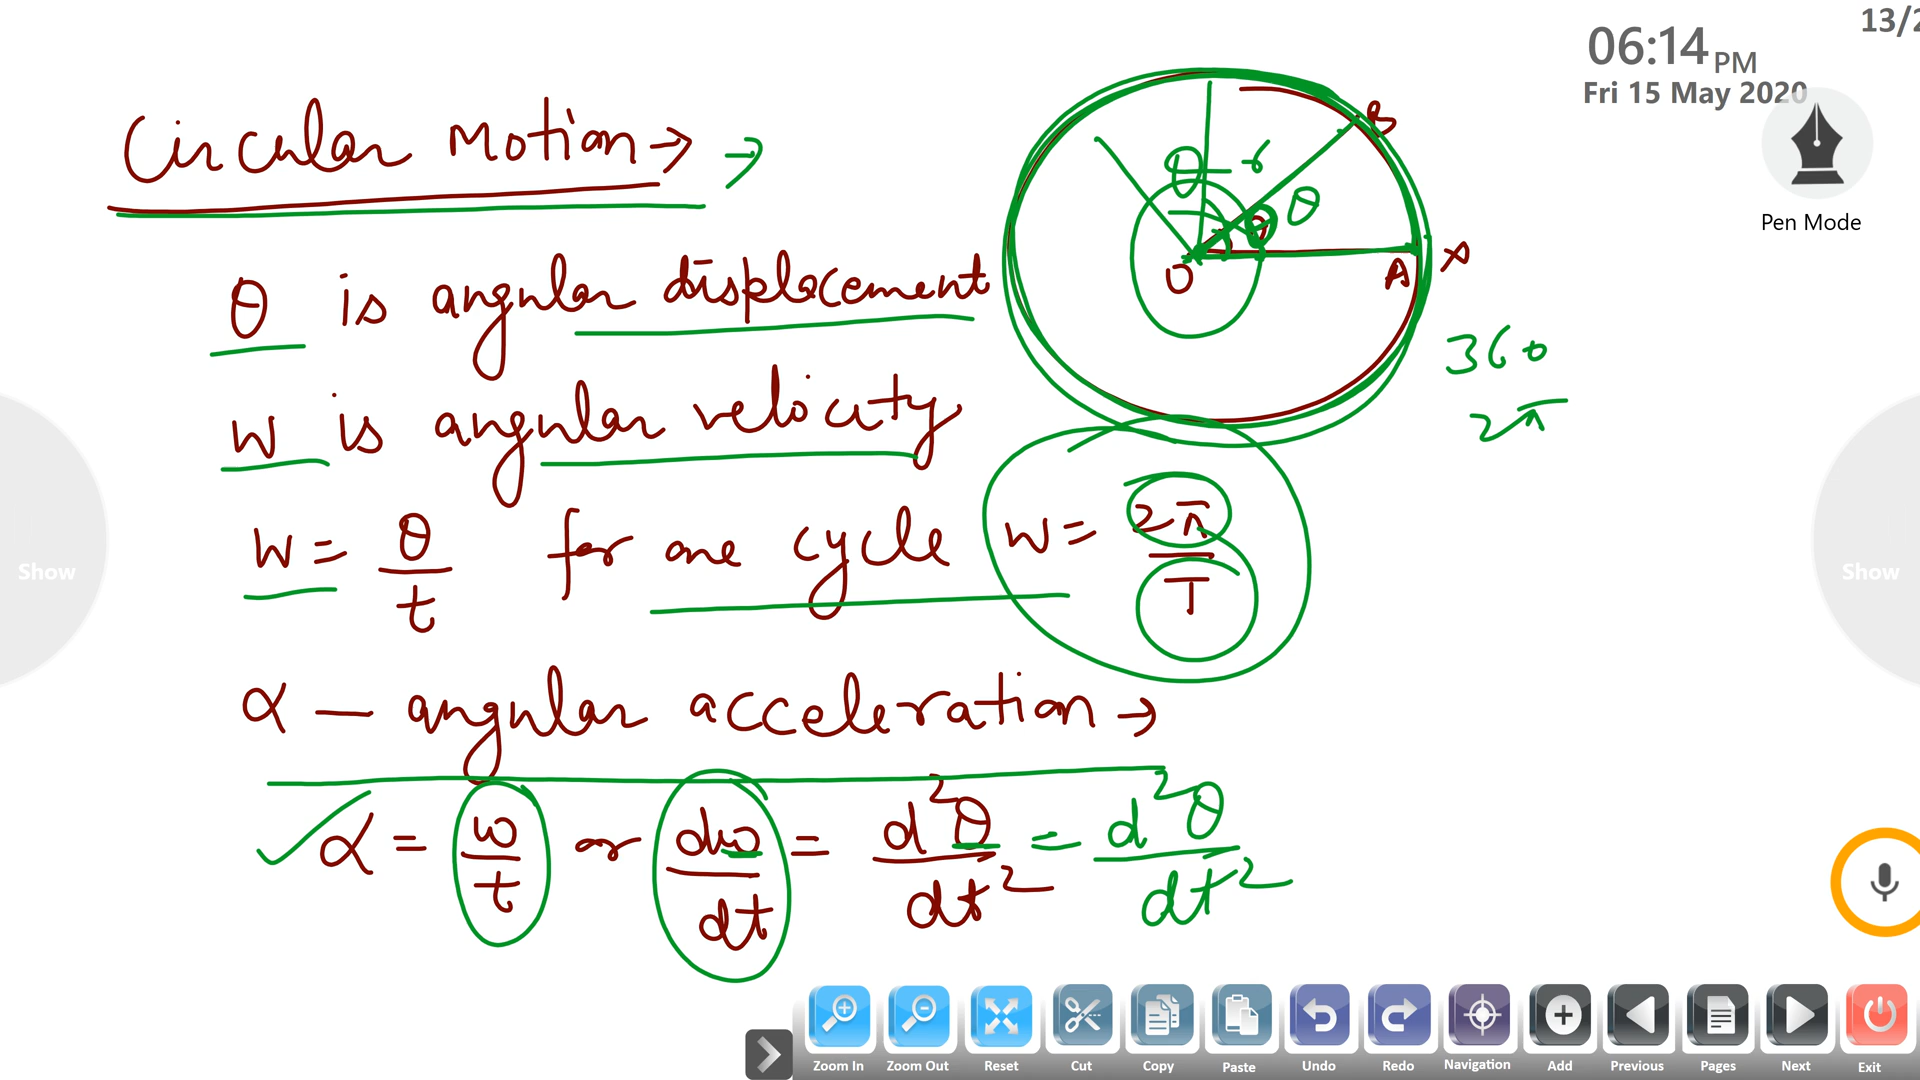 13/2
06:14 PM
Fri 15 May 2020
Pen Mode
Circular Motion → →
B
θ r
θ θ
O A x
360
2π
θ is angular displacement
w is angular velocity
w = θ/t for one cycle w = 2π/T
α — angular acceleration →
✓ α = ω/t or dω/dt = d²θ/dt² = d²θ/dt²
Show Show
Zoom In Zoom Out Reset Cut Copy Paste Undo Redo Navigation Add Previous Pages Next Exit